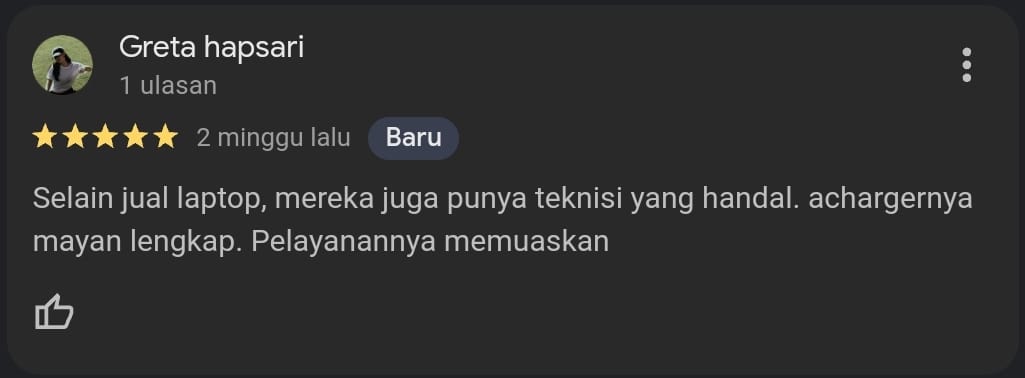 Greta hapsari
1 ulasan
2 minggu lalu Baru
Selain jual laptop, mereka juga punya teknisi yang handal. achargernya
mayan lengkap. Pelayanannya memuaskan